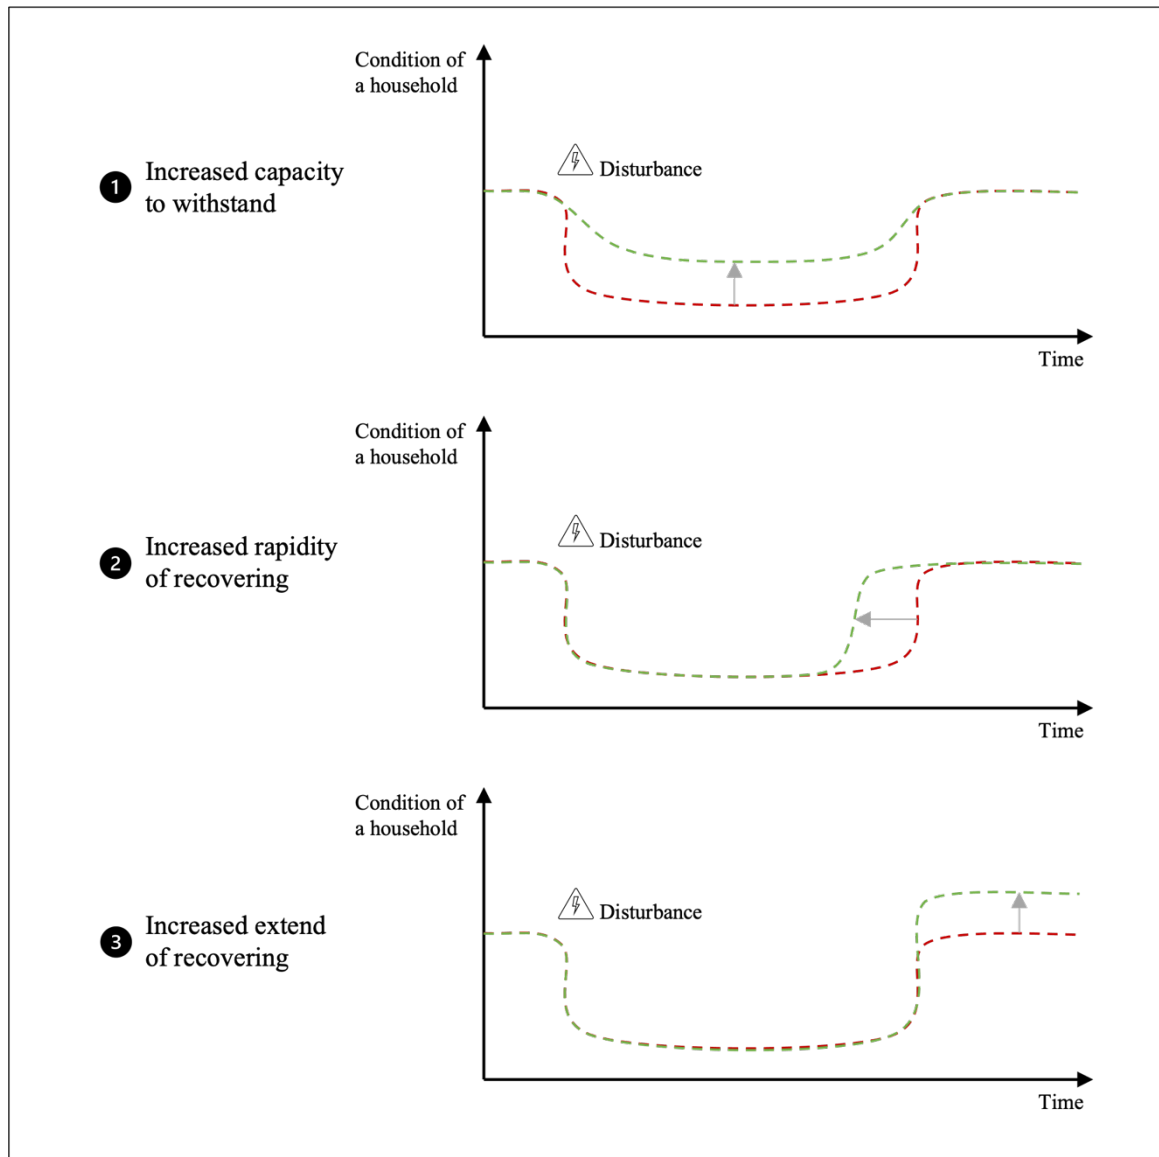 Condition of
a household
Disturbance
1
Increased capacity
to withstand
Time
Condition of
a household
Disturbance
2
Increased rapidity
of recovering
Time
Condition of
a household
Disturbance
3
Increased extend
of recovering
Time